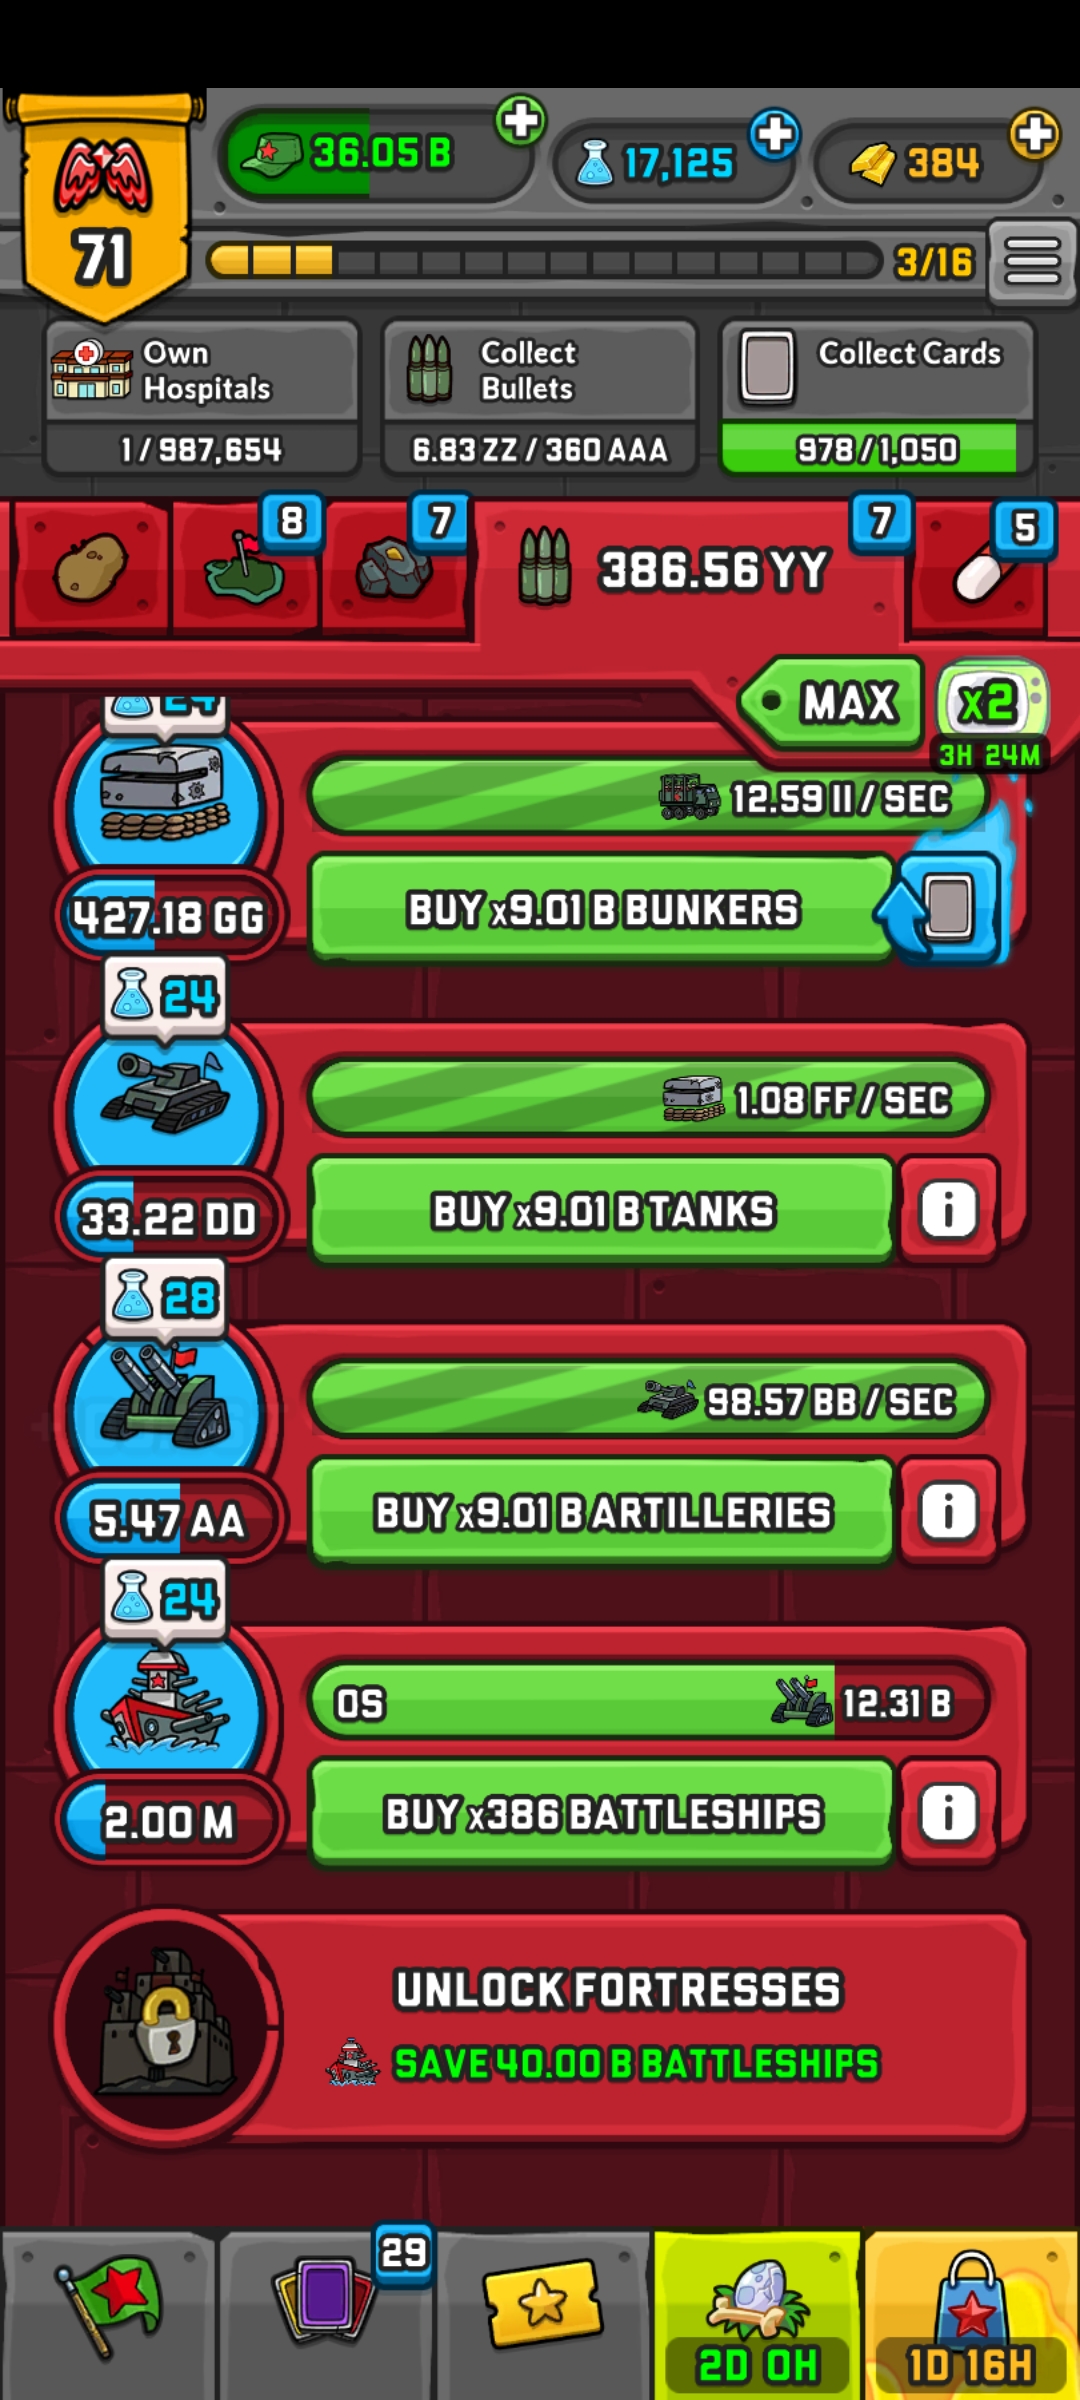 36.05 B
17,125
384
71
3/16
Own
Hospitals
1/987,654
Collect
Bullets
6.83 ZZ / 360 AAA
Collect Cards
978/1,050
8
7
386.56 YY
7
5
MAX
x2
3H 24M
24
12.59 II / SEC
427.18 GG
BUY x9.01 B BUNKERS
24
1.08 FF / SEC
33.22 DD
BUY x9.01 B TANKS
28
98.57 BB / SEC
5.47 AA
BUY x9.01 B ARTILLERIES
24
0S
12.31 B
2.00 M
BUY x386 BATTLESHIPS
UNLOCK FORTRESSES
SAVE 40.00 B BATTLESHIPS
29
2D 0H
1D 16H